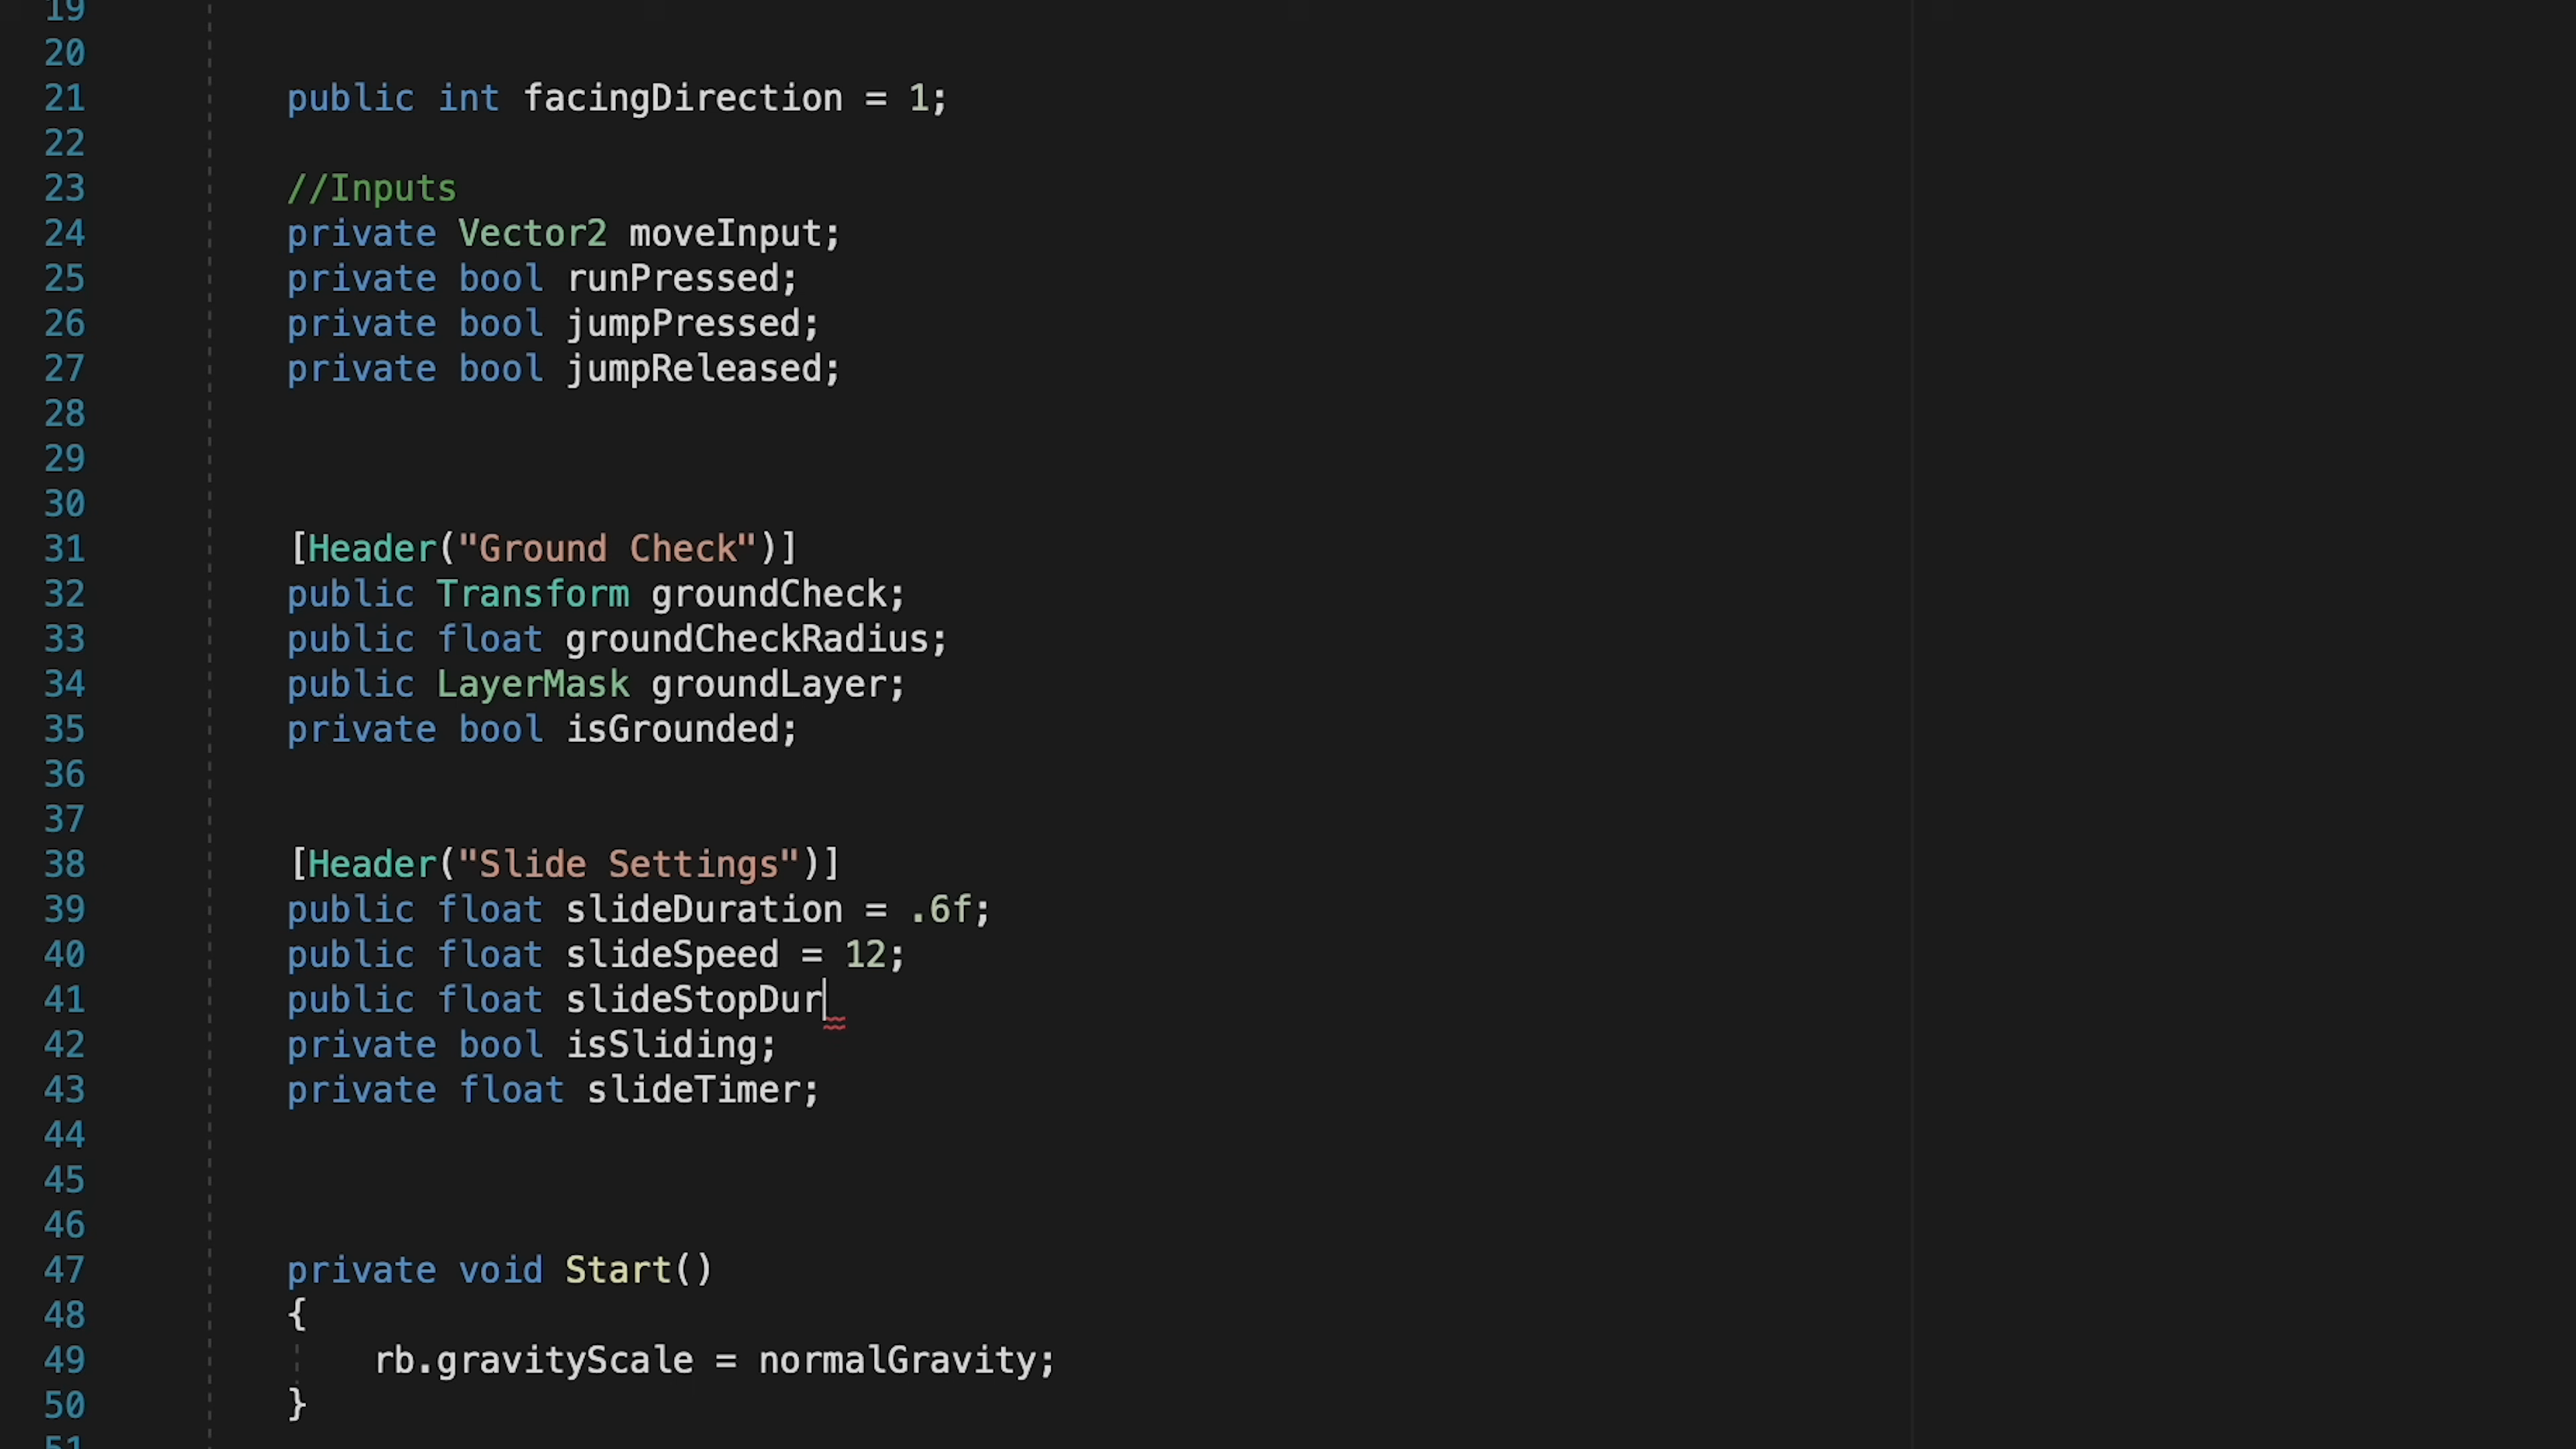 19
20
21 public int facingDirection = 1;
22
23 //Inputs
24 private Vector2 moveInput;
25 private bool runPressed;
26 private bool jumpPressed;
27 private bool jumpReleased;
28
29
30
31 [Header("Ground Check")]
32 public Transform groundCheck;
33 public float groundCheckRadius;
34 public LayerMask groundLayer;
35 private bool isGrounded;
36
37
38 [Header("Slide Settings")]
39 public float slideDuration = .6f;
40 public float slideSpeed = 12;
41 public float slideStopDur
42 private bool isSliding;
43 private float slideTimer;
44
45
46
47 private void Start()
48 {
49 rb.gravityScale = normalGravity;
50 }
51